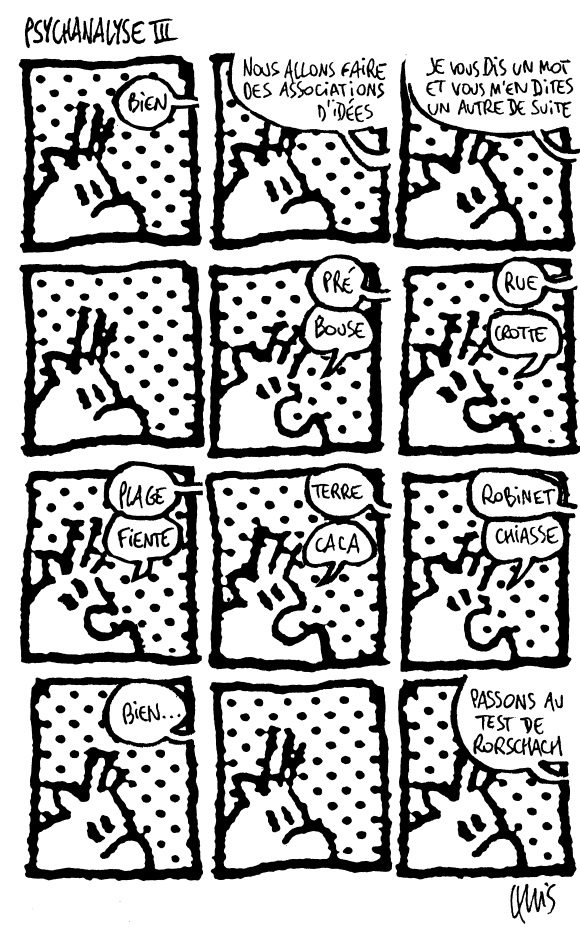 PSYCHANALYSE III
BIEN
NOUS ALLONS FAIRE
DES ASSOCIATIONS
D'IDÉES
JE VOUS DIS UN MOT
ET VOUS M'EN DITES
UN AUTRE DE SUITE
PRÉ
BOUSE
RUE
CROTTE
PLAGE
FIENTE
TERRE
CACA
ROBINET
CHIASSE
BIEN...
PASSONS AU
TEST DE
RORSCHACH